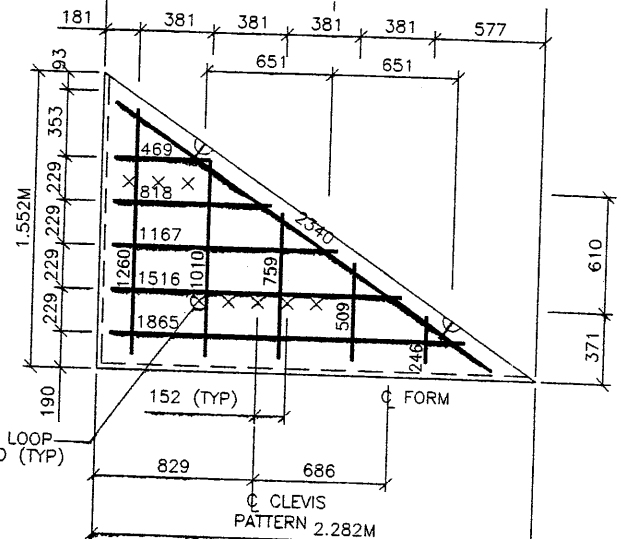 181 381 381 381 381 577
93
651 651
353
469
229
818
2340
1.552M
229
1167
610
1260 1010 759
229
1516
509
229
1865
246
371
190
152 (TYP) ℄ FORM
LOOP
(TYP)
829 686
℄ CLEVIS
PATTERN 2.282M